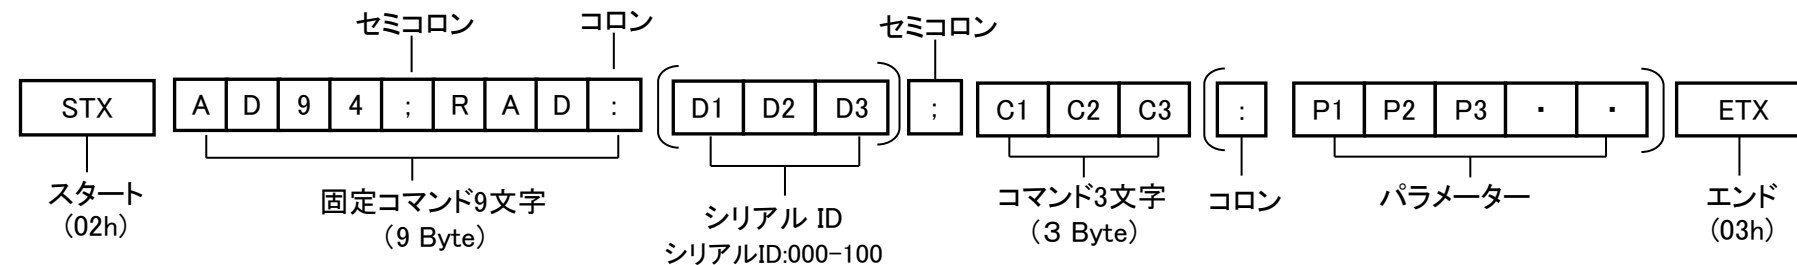 セミコロン コロン セミコロン
STX A D 9 4 ; R A D : ( D1 D2 D3 ) ; C1 C2 C3 ( : P1 P2 P3 ・ ・ ) ETX
スタート 固定コマンド9文字 シリアル ID コマンド3文字 コロン パラメーター エンド
(02h) (9 Byte) シリアルID:000-100 (3 Byte) (03h)